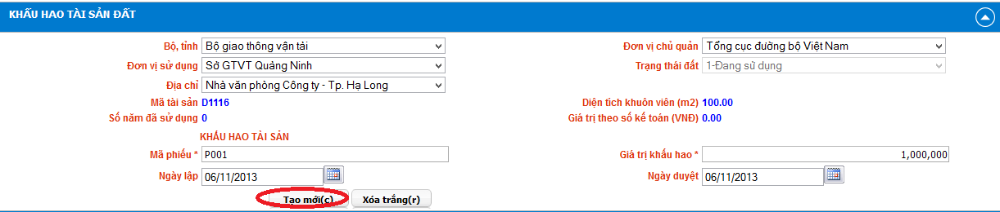 KHẤU HAO TÀI SẢN ĐẤT
Bộ, tỉnh Bộ giao thông vận tải Đơn vị chủ quản Tổng cục đường bộ Việt Nam
Đơn vị sử dụng Sở GTVT Quảng Ninh Trạng thái đất 1-Đang sử dụng
Địa chỉ Nhà văn phòng Công ty - Tp. Hạ Long
Mã tài sản D1116 Diện tích khuôn viên (m2) 100.00
Số năm đã sử dụng 0 Giá trị theo số kế toán (VNĐ) 0.00
KHẤU HAO TÀI SẢN
Mã phiếu * P001 Giá trị khấu hao * 1,000,000
Ngày lập 06/11/2013 Ngày duyệt 06/11/2013
Tạo mới(c) Xóa trắng(r)